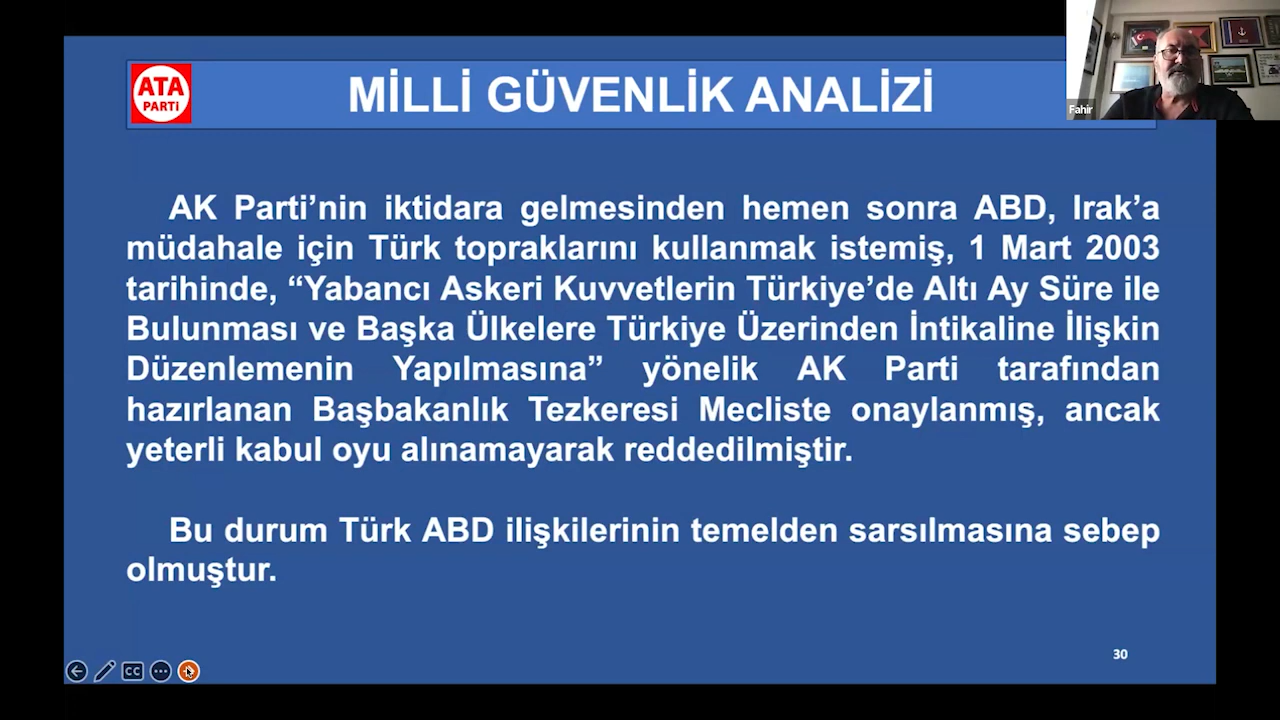 ATA
PARTİ
MİLLİ GÜVENLİK ANALİZİ
Fahir
AK Parti’nin iktidara gelmesinden hemen sonra ABD, Irak’a
müdahale için Türk topraklarını kullanmak istemiş, 1 Mart 2003
tarihinde, “Yabancı Askeri Kuvvetlerin Türkiye’de Altı Ay Süre ile
Bulunması ve Başka Ülkelere Türkiye Üzerinden İntikaline İlişkin
Düzenlemenin Yapılmasına” yönelik AK Parti tarafından
hazırlanan Başbakanlık Tezkeresi Mecliste onaylanmış, ancak
yeterli kabul oyu alınamayarak reddedilmiştir.
Bu durum Türk ABD ilişkilerinin temelden sarsılmasına sebep
olmuştur.
CC
30